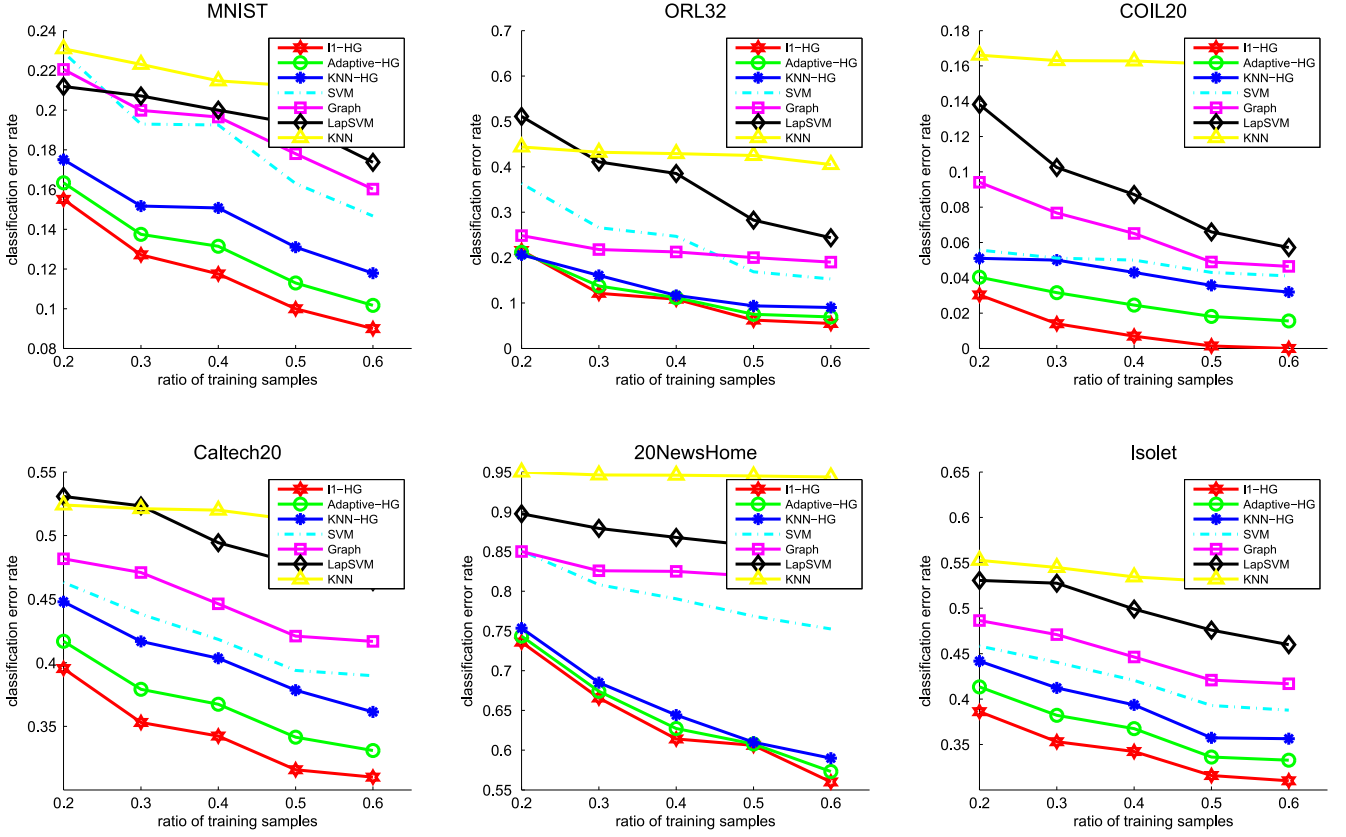 MNIST
0.24
0.22
0.2
0.18
0.16
0.14
0.12
0.1
0.08
classification error rate
0.2
0.3
0.4
0.5
0.6
ratio of training samples
l1-HG
Adaptive-HG
KNN-HG
SVM
Graph
LapSVM
KNN
ORL32
0.7
0.6
0.5
0.4
0.3
0.2
0.1
0
classification error rate
0.2
0.3
0.4
0.5
0.6
ratio of training samples
l1-HG
Adaptive-HG
KNN-HG
SVM
Graph
LapSVM
KNN
COIL20
0.18
0.16
0.14
0.12
0.1
0.08
0.06
0.04
0.02
0
classification error rate
0.2
0.3
0.4
0.5
0.6
ratio of training samples
l1-HG
Adaptive-HG
KNN-HG
SVM
Graph
LapSVM
KNN
Caltech20
0.55
0.5
0.45
0.4
0.35
classification error rate
0.2
0.3
0.4
0.5
0.6
ratio of training samples
l1-HG
Adaptive-HG
KNN-HG
SVM
Graph
LapSVM
KNN
20NewsHome
0.95
0.9
0.85
0.8
0.75
0.7
0.65
0.6
0.55
classification error rate
0.2
0.3
0.4
0.5
0.6
ratio of training samples
l1-HG
Adaptive-HG
KNN-HG
SVM
Graph
LapSVM
KNN
Isolet
0.65
0.6
0.55
0.5
0.45
0.4
0.35
classification error rate
0.2
0.3
0.4
0.5
0.6
ratio of training samples
l1-HG
Adaptive-HG
KNN-HG
SVM
Graph
LapSVM
KNN